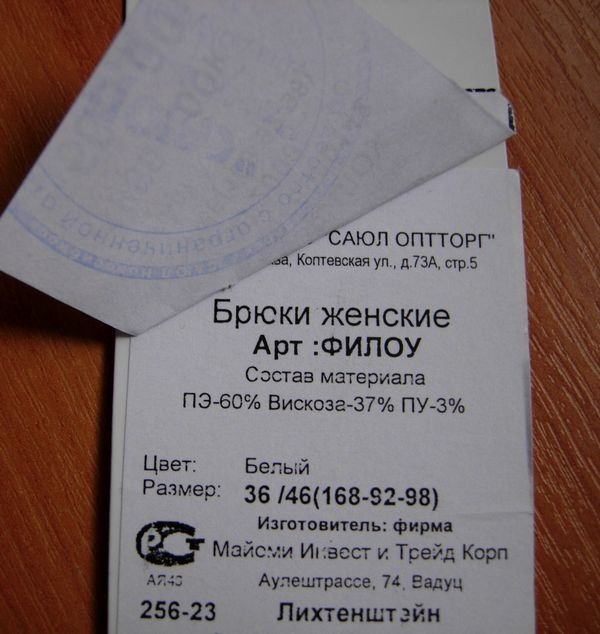 САЮЛ ОПТТОРГ"
Коптевская ул., д.73А, стр.5
Брюки женские
Арт :ФИЛОУ
Состав материала
ПЭ-60% Вискоза-37% ПУ-3%
Цвет: Белый
Размер: 36 /46(168-92-98)
Изготовитель: фирма
РСТ Майсми Инвест и Трейд Корп
Аулештрассе, 74, Вадуц
256-23 Лихтенштэйн